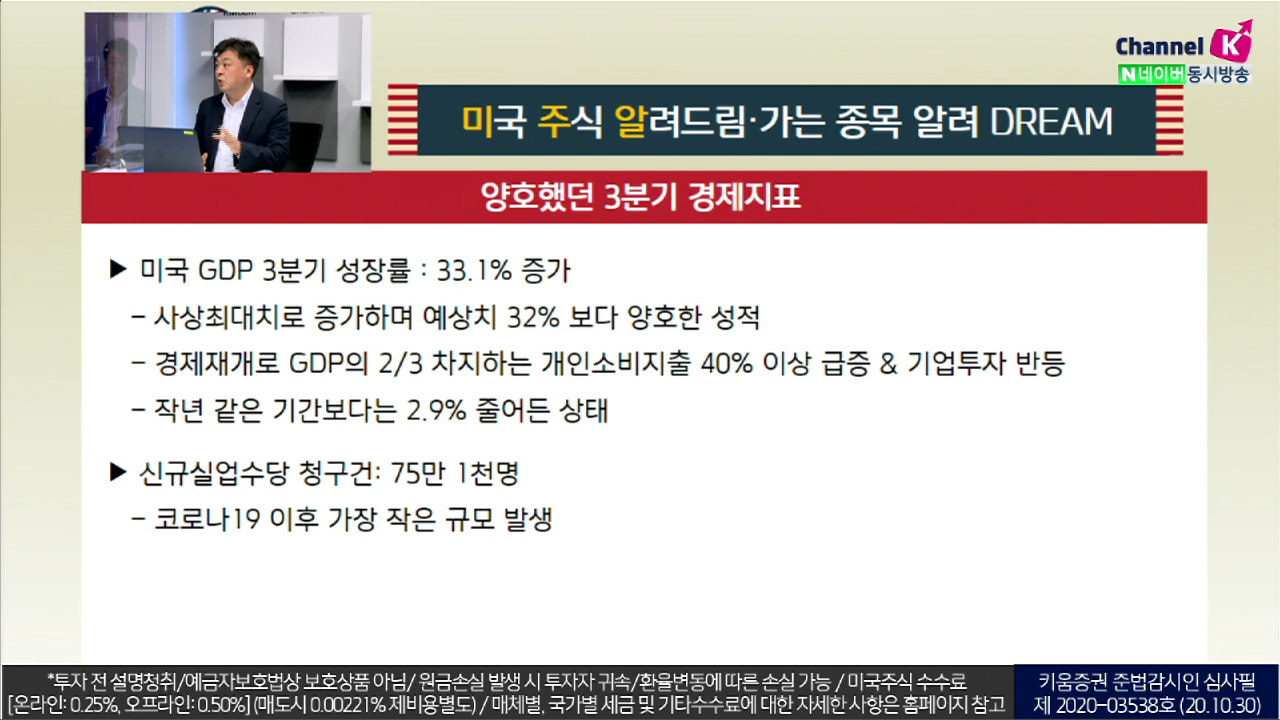 Channel K
N네이버 동시방송
미국 주식 알려드림·가는 종목 알려 DREAM
양호했던 3분기 경제지표
▶ 미국 GDP 3분기 성장률 : 33.1% 증가
- 사상최대치로 증가하며 예상치 32% 보다 양호한 성적
- 경제재개로 GDP의 2/3 차지하는 개인소비지출 40% 이상 급증 & 기업투자 반등
- 작년 같은 기간보다는 2.9% 줄어든 상태
▶ 신규실업수당 청구건: 75만 1천명
- 코로나19 이후 가장 작은 규모 발생
*투자 전 설명청취/예금자보호법상 보호상품 아님/ 원금손실 발생 시 투자자 귀속/환율변동에 따른 손실 가능 / 미국주식 수수료
[온라인: 0.25%, 오프라인: 0.50%] (매도시 0.00221% 제비용별도) / 매체별, 국가별 세금 및 기타수수료에 대한 자세한 사항은 홈페이지 참고
키움증권 준법감시인 심사필
제 2020-03538호 (20.10.30)